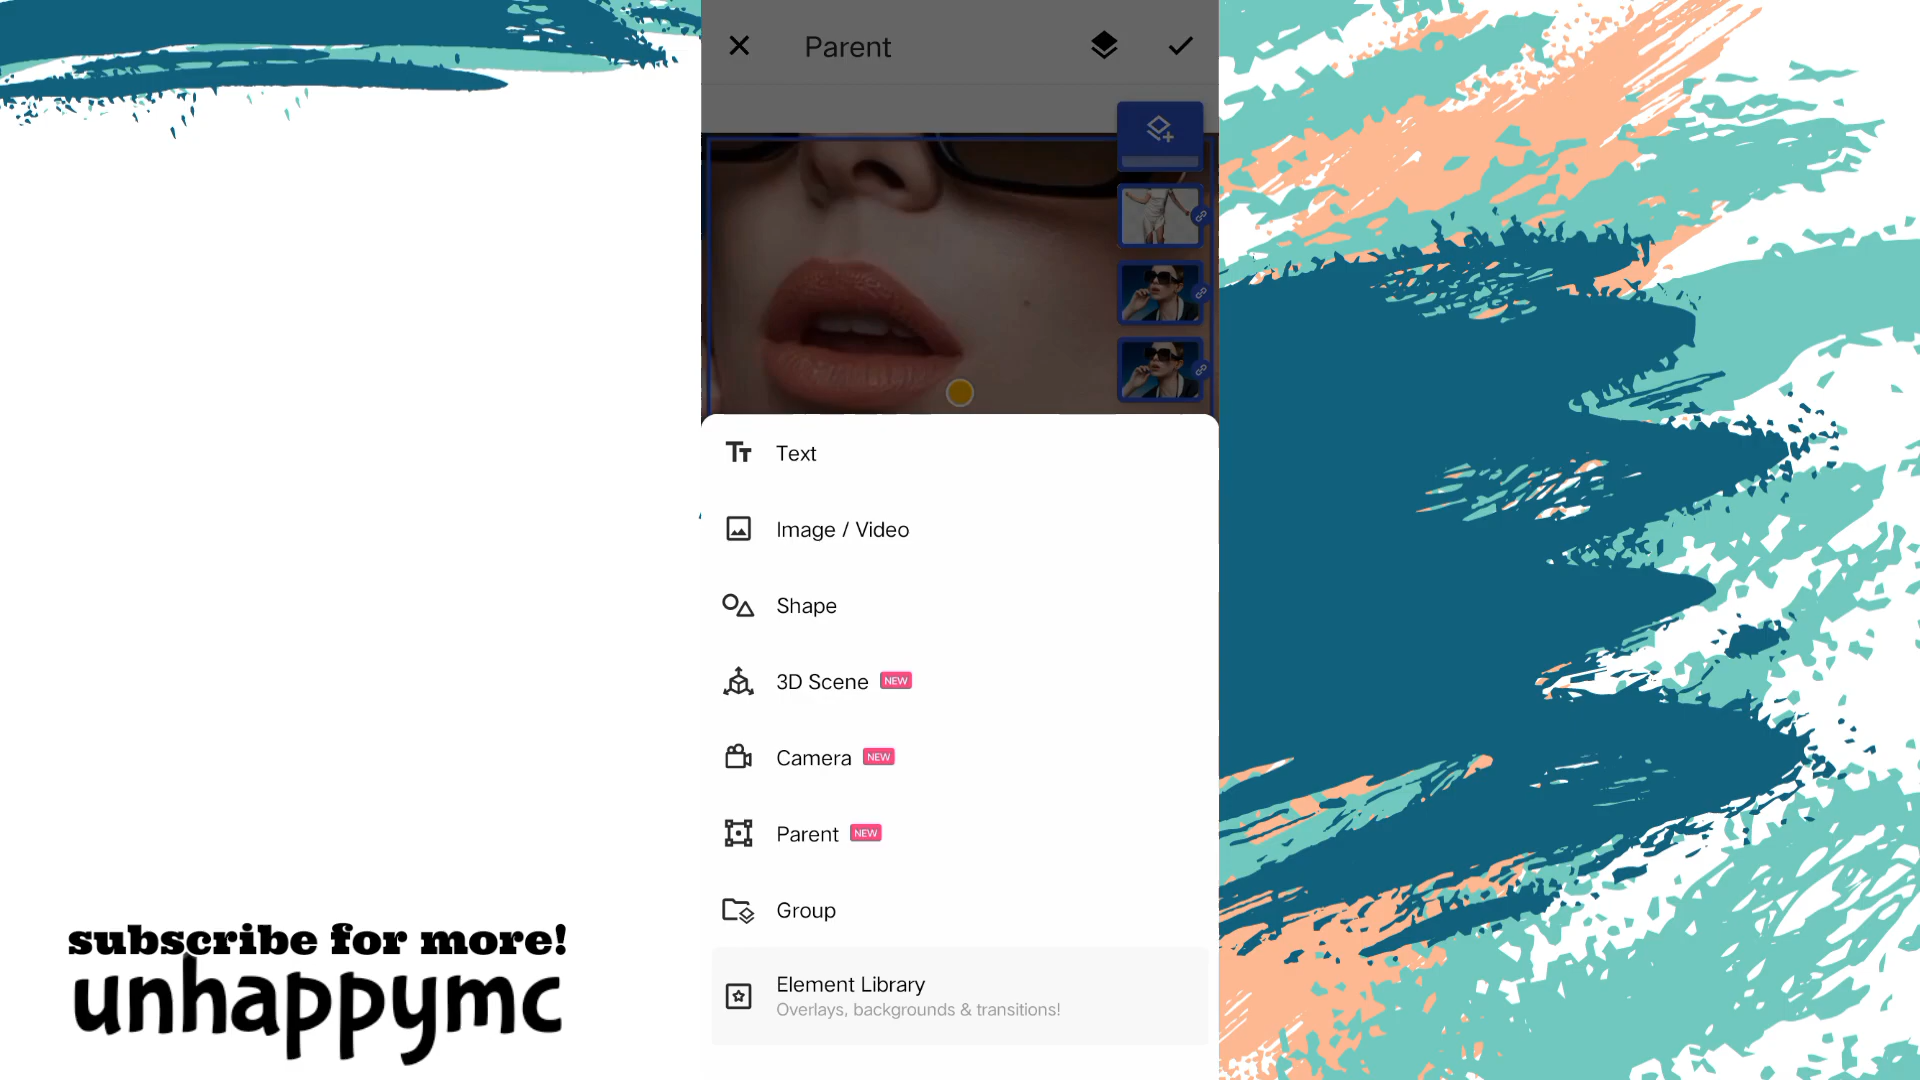 Parent
Text
Image / Video
Shape
3D Scene NEW
Camera NEW
Parent NEW
Group
Element Library
Overlays, backgrounds & transitions!
subscribe for more!
unhappymc